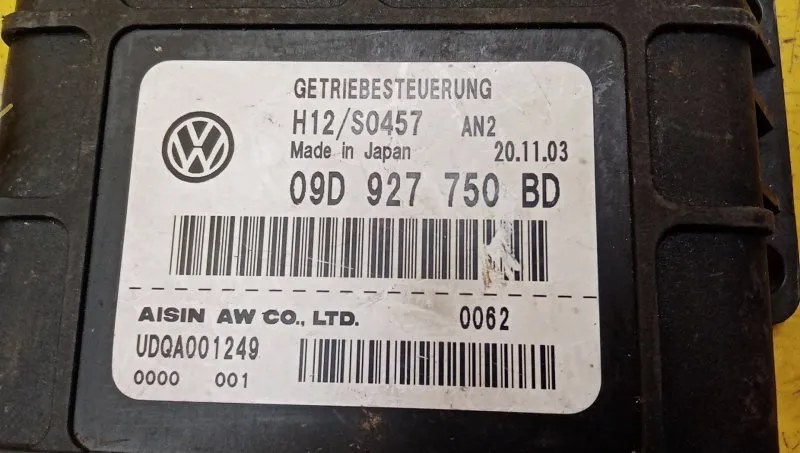 GETRIEBESTEUERUNG
H12/S0457 AN2
Made in Japan 20.11.03
09D 927 750 BD
AISIN AW CO., LTD. 0062
UDQA001249
0000 001